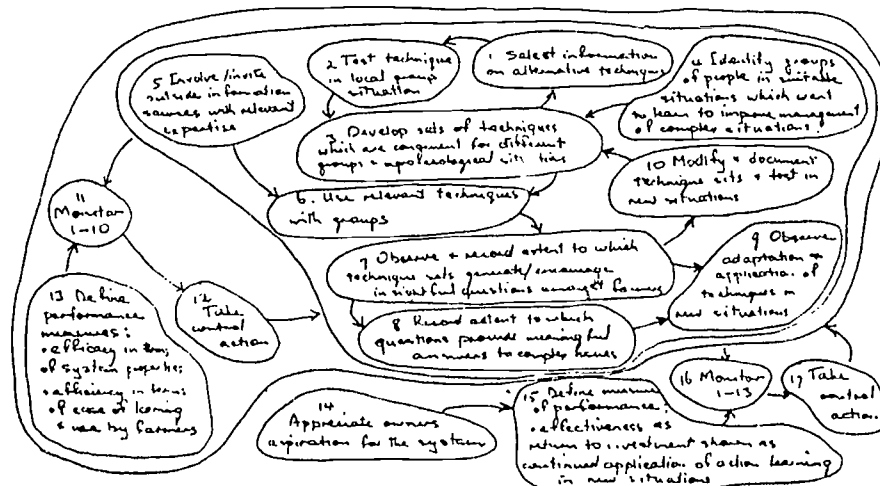 1 Select information
on alternative techniques
2 Test technique
in local groups
situation
3 Develop sets of techniques
which are congruent for different
groups +
4 Identify groups
of people in suitable
situations which want
to learn to improve management
of complex situations.
5 Involve/invite
outside information
sources with relevant
expertise
6. Use relevant techniques
with groups
7 Observe + record extent to which
technique sets generate/encourage
insightful questions amongst farmers
8 Record extent to which
questions provide meaningful
answers to complex issues
9 Observe
adaptation +
application of
techniques in
new situations
10 Modify + document
technique sets + test in
new situations
11
Monitor
1-10
12 Take
control
action
13 Define
performance
measures:
efficacy in terms
of system properties
efficiency in terms
of ease of learning
+ use by farmers
14
Appreciate owners
aspiration for the system
15 Define measures
of performance:
effectiveness as
return to investment shown as
continued application of action learning
in new situations
16 Monitor
1-13
17 Take
control
action.